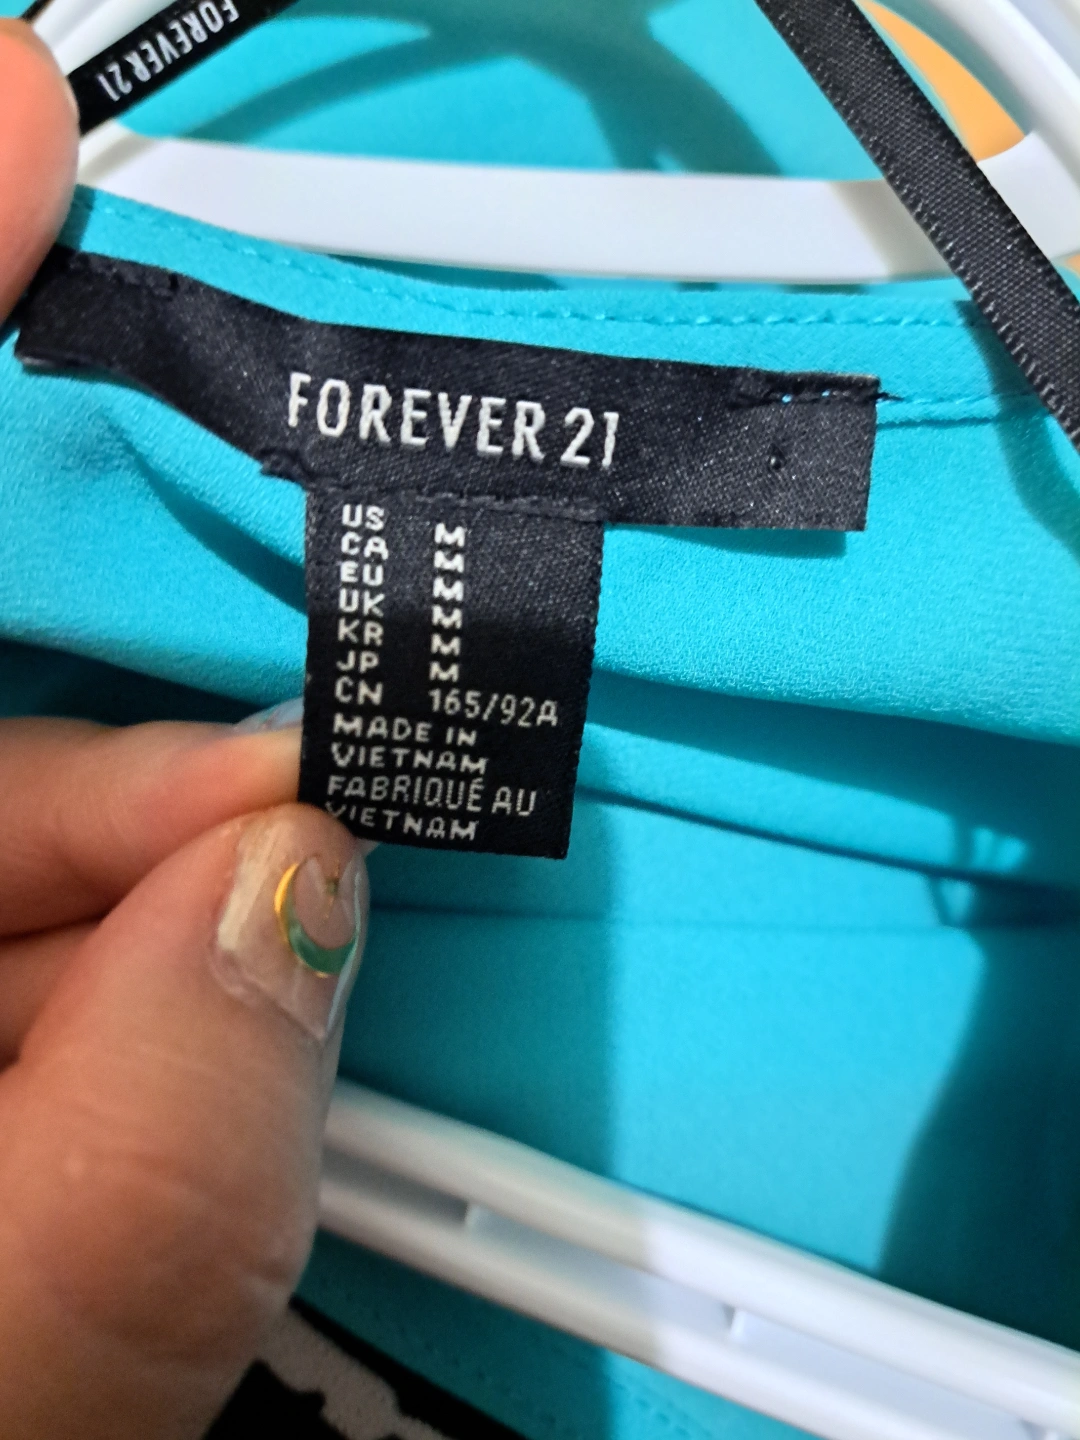 FOREVER 21
FOREVER 21
US M
CA M
EU M
UK M
KR M
JP M
CN 165/92A
MADE IN
VIETNAM
FABRIQUÉ AU
VIETNAM